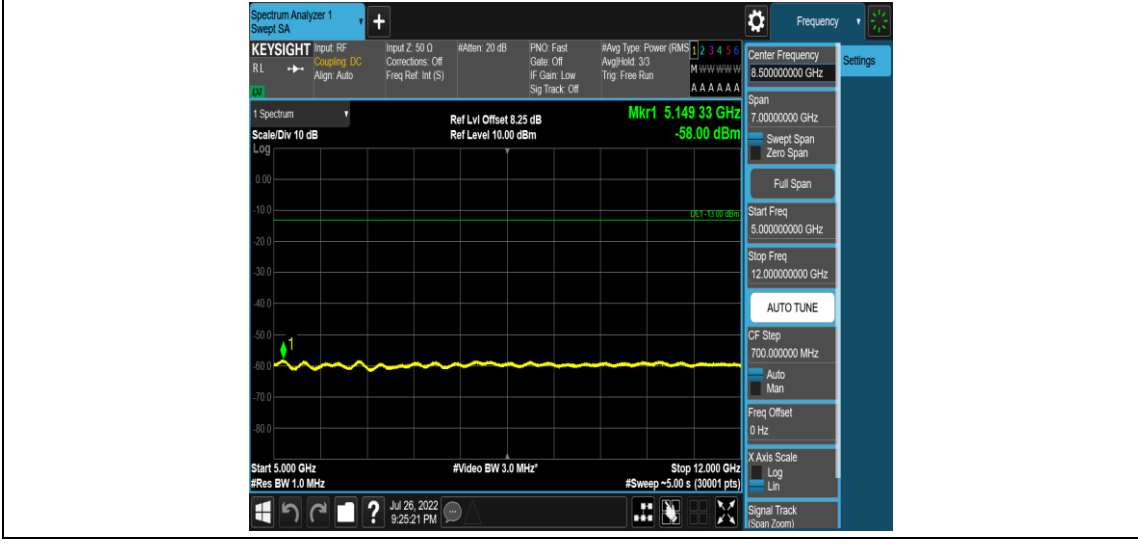 Spectrum Analyzer 1
Swept SA
+
Frequency
KEYSIGHT
RL
LXI
Input: RF
Coupling: DC
Align: Auto
Input Z: 50 Ω
Corrections: Off
Freq Ref: Int (S)
#Atten: 20 dB
PNO: Fast
Gate: Off
IF Gain: Low
Sig Track: Off
#Avg Type: Power (RMS
Avg|Hold: 3/3
Trig: Free Run
1 2 3 4 5 6
M W W W W W
A A A A A A
1 Spectrum
Scale/Div 10 dB
Log
Ref Lvl Offset 8.25 dB
Ref Level 10.00 dBm
Mkr1 5.149 33 GHz
-58.00 dBm
0.00
-10.0
DL1 -13.00 dBm
-20.0
-30.0
-40.0
-50.0
1
-60.0
-70.0
-80.0
Start 5.000 GHz
#Video BW 3.0 MHz*
Stop 12.000 GHz
#Res BW 1.0 MHz
#Sweep ~5.00 s (30001 pts)
?
Jul 26, 2022
9:25:21 PM
Center Frequency
8.500000000 GHz
Settings
Span
7.00000000 GHz
Swept Span
Zero Span
Full Span
Start Freq
5.000000000 GHz
Stop Freq
12.000000000 GHz
AUTO TUNE
CF Step
700.000000 MHz
Auto
Man
Freq Offset
0 Hz
X Axis Scale
Log
Lin
Signal Track
(Span Zoom)